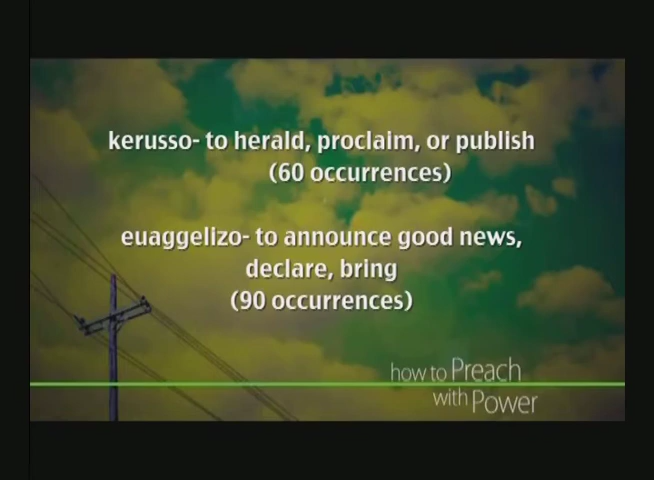 kerusso- to herald, proclaim, or publish
(60 occurrences)
euaggelizo- to announce good news,
declare, bring
(90 occurrences)
how to Preach
with Power